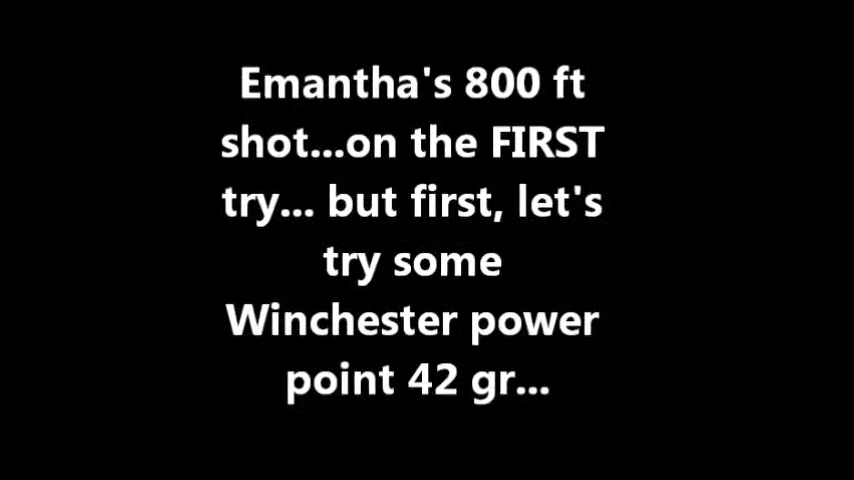 Emantha's 800 ft
shot...on the FIRST
try... but first, let's
try some
Winchester power
point 42 gr...